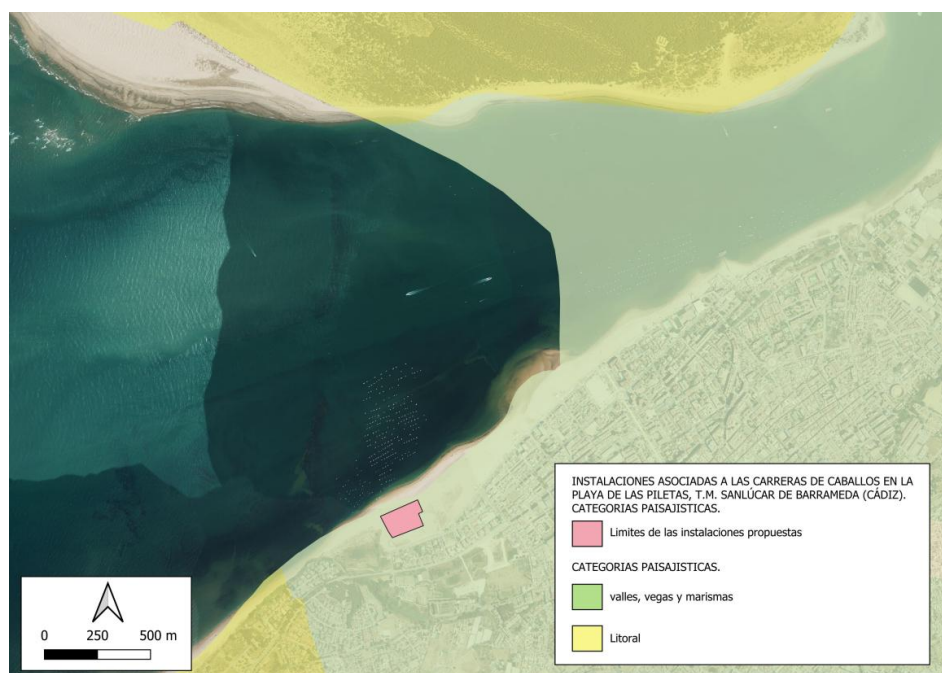 INSTALACIONES ASOCIADAS A LAS CARRERAS DE CABALLOS EN LA
PLAYA DE LAS PILETAS, T.M. SANLÚCAR DE BARRAMEDA (CÁDIZ).
CATEGORIAS PAISAJISTICAS.
Limites de las instalaciones propuestas
CATEGORIAS PAISAJISTICAS.
valles, vegas y marismas
Litoral
0 250 500 m